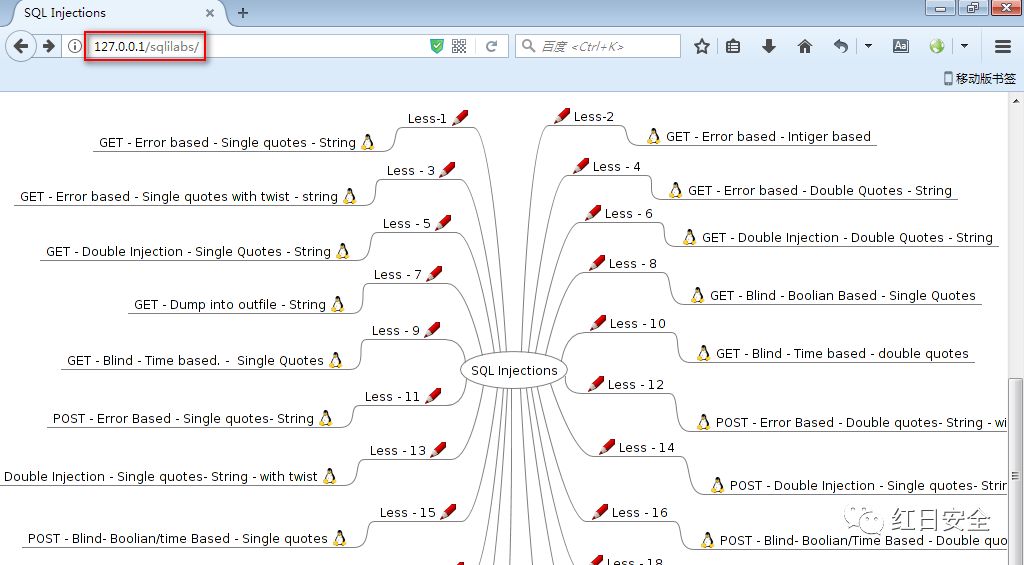 SQL Injections
127.0.0.1/sqlilabs/
百度 <Ctrl+K>
Aa
移动版书签
Less-1
GET - Error based - Single quotes - String
Less-2
GET - Error based - Intiger based
Less - 3
GET - Error based - Single quotes with twist - string
Less - 4
GET - Error based - Double Quotes - String
Less - 5
GET - Double Injection - Single Quotes - String
Less - 6
GET - Double Injection - Double Quotes - String
Less - 7
GET - Dump into outfile - String
Less - 8
GET - Blind - Boolian Based - Single Quotes
Less - 9
GET - Blind - Time based. - Single Quotes
Less - 10
GET - Blind - Time based - double quotes
SQL Injections
Less - 11
POST - Error Based - Single quotes- String
Less - 12
POST - Error Based - Double quotes- String - wi
Less - 13
Double Injection - Single quotes- String - with twist
Less - 14
POST - Double Injection - Single quotes- Strin
Less - 15
POST - Blind- Boolian/time Based - Single quotes
Less - 16
POST - Blind- Boolian/Time Based - Double quo
Less - 18
红日安全